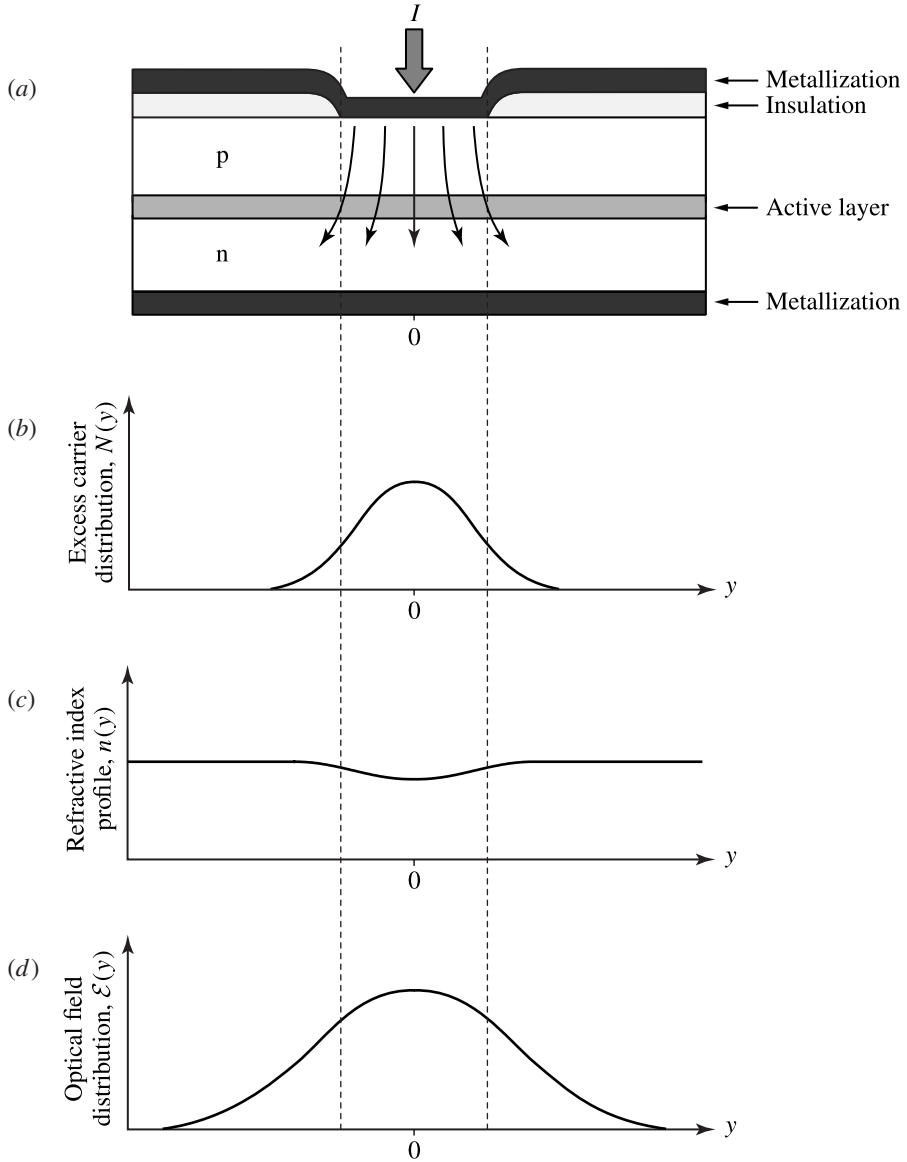 I
(a)
Metallization
Insulation
p
Active layer
n
Metallization
0
(b)
Excess carrier
distribution, N(y)
y
0
(c)
Refractive index
profile, n(y)
y
0
(d)
Optical field
distribution, ℰ(y)
y
0